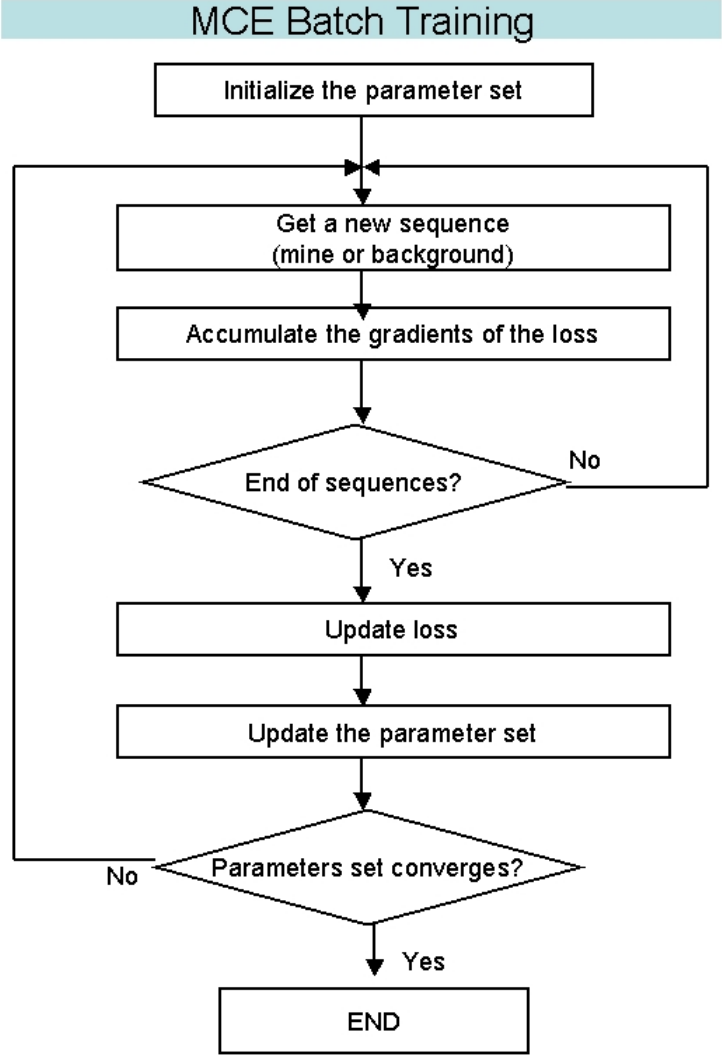 MCE Batch Training
Initialize the parameter set
Get a new sequence
(mine or background)
Accumulate the gradients of the loss
End of sequences?
No
Yes
Update loss
Update the parameter set
Parameters set converges?
No
Yes
END